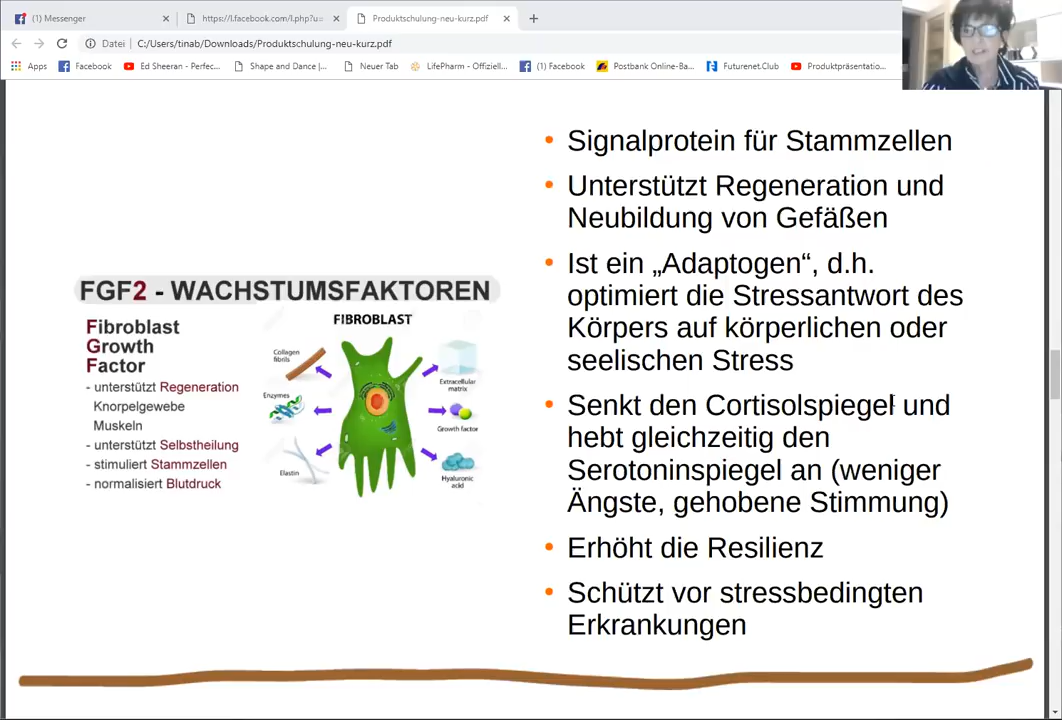 (1) Messenger
https://l.facebook.com/l.php?u=
Produktschulung-neu-kurz.pdf
Datei
C:/Users/tinab/Downloads/Produktschulung-neu-kurz.pdf
Apps
Facebook
Ed Sheeran - Perfec...
Shape and Dance |...
Neuer Tab
LifePharm - Offiziell...
(1) Facebook
Postbank Online-Ba...
Futurenet.Club
Produktpräsentatio...
FGF2 - WACHSTUMSFAKTOREN
Fibroblast
Growth
Factor
- unterstützt Regeneration
Knorpelgewebe
Muskeln
- unterstützt Selbstheilung
- stimuliert Stammzellen
- normalisiert Blutdruck
FIBROBLAST
Collagen
fibrils
Enzymes
Elastin
Extracellular
matrix
Growth factor
Hyaluronic
acid
• Signalprotein für Stammzellen
• Unterstützt Regeneration und
Neubildung von Gefäßen
• Ist ein „Adaptogen“, d.h.
optimiert die Stressantwort des
Körpers auf körperlichen oder
seelischen Stress
• Senkt den Cortisolspiegel und
hebt gleichzeitig den
Serotoninspiegel an (weniger
Ängste, gehobene Stimmung)
• Erhöht die Resilienz
• Schützt vor stressbedingten
Erkrankungen